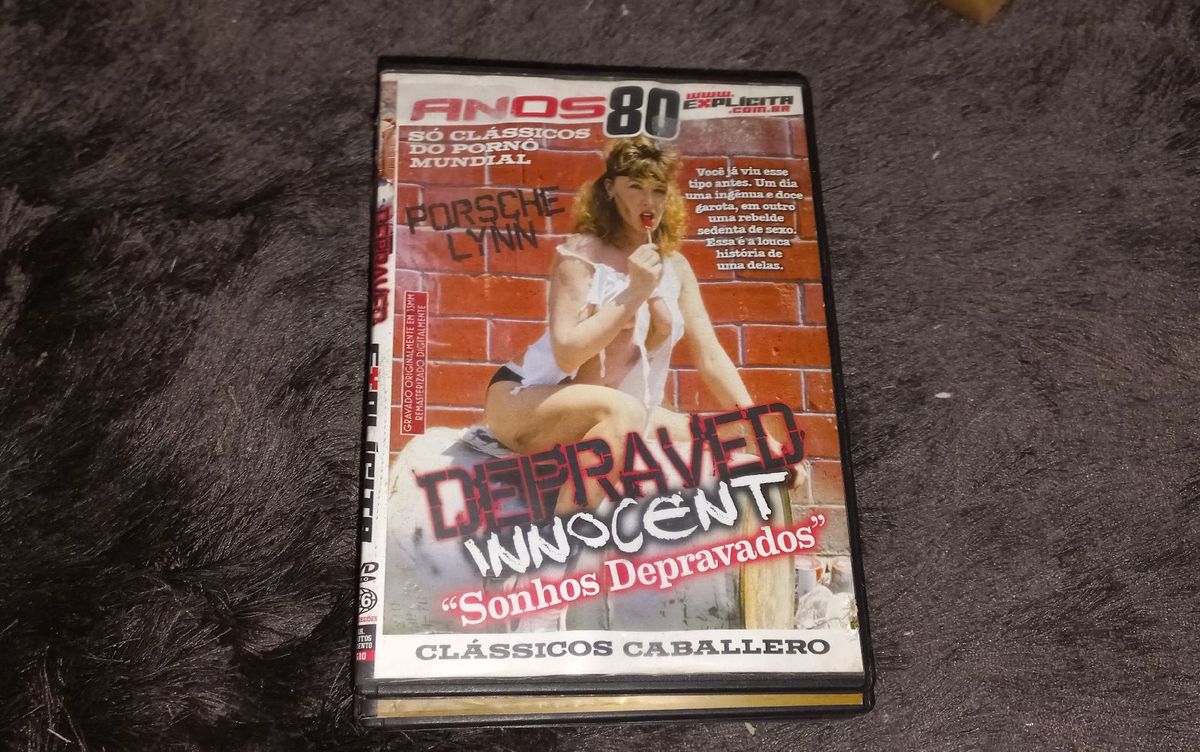 ANOS 80
www.
EXPLÍCITA
.COM.BR
SÓ CLÁSSICOS
DO PORNÔ
MUNDIAL
PORSCHE
LYNN
Você já viu esse
tipo antes. Um dia
uma ingênua e doce
garota, em outro
uma rebelde
sedenta de sexo.
Essa é a louca
história de
uma delas.
GRAVADO ORIGINALMENTE EM 35MM
REMASTERIZADO DIGITALMENTE
DEPRAVED
INNOCENT
“Sonhos Depravados”
CLÁSSICOS CABALLERO
DEPRAVED
6